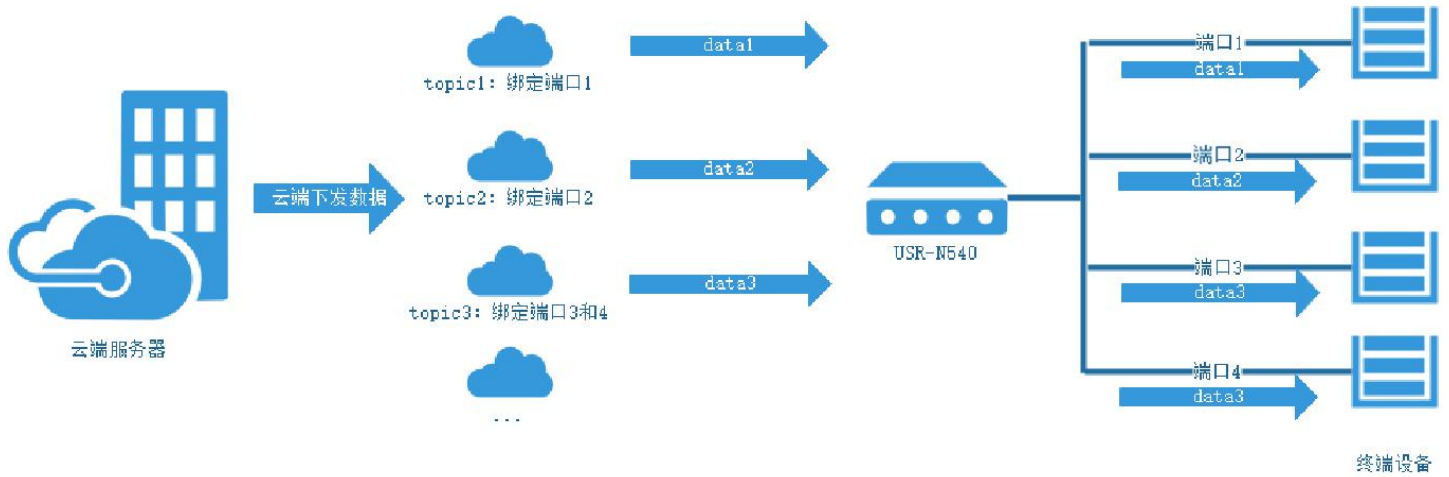 云端服务器
云端下发数据
topic1: 绑定端口1
topic2: 绑定端口2
topic3: 绑定端口3和4
...
data1
data2
data3
USR-N540
端口1
data1
端口2
data2
端口3
data3
端口4
data3
终端设备